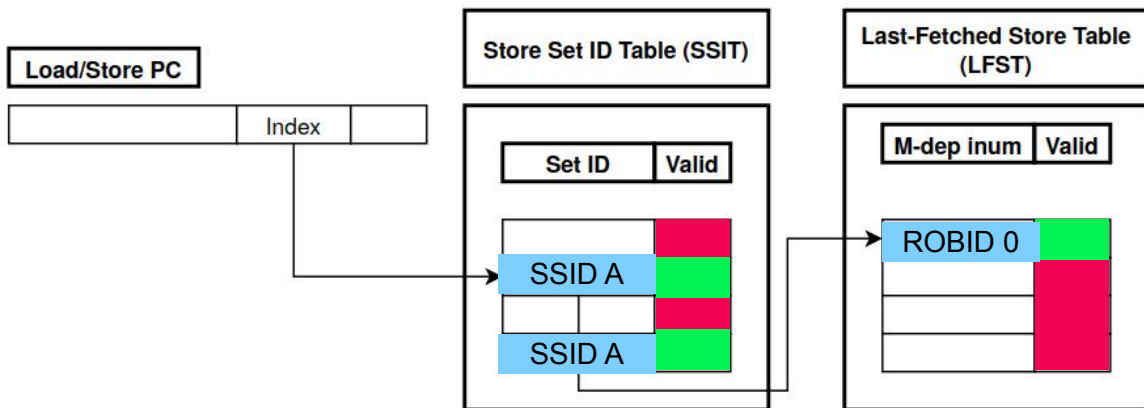 Load/Store PC
Index
Store Set ID Table (SSIT)
Set ID
Valid
SSID A
SSID A
Last-Fetched Store Table
(LFST)
M-dep inum
Valid
ROBID 0